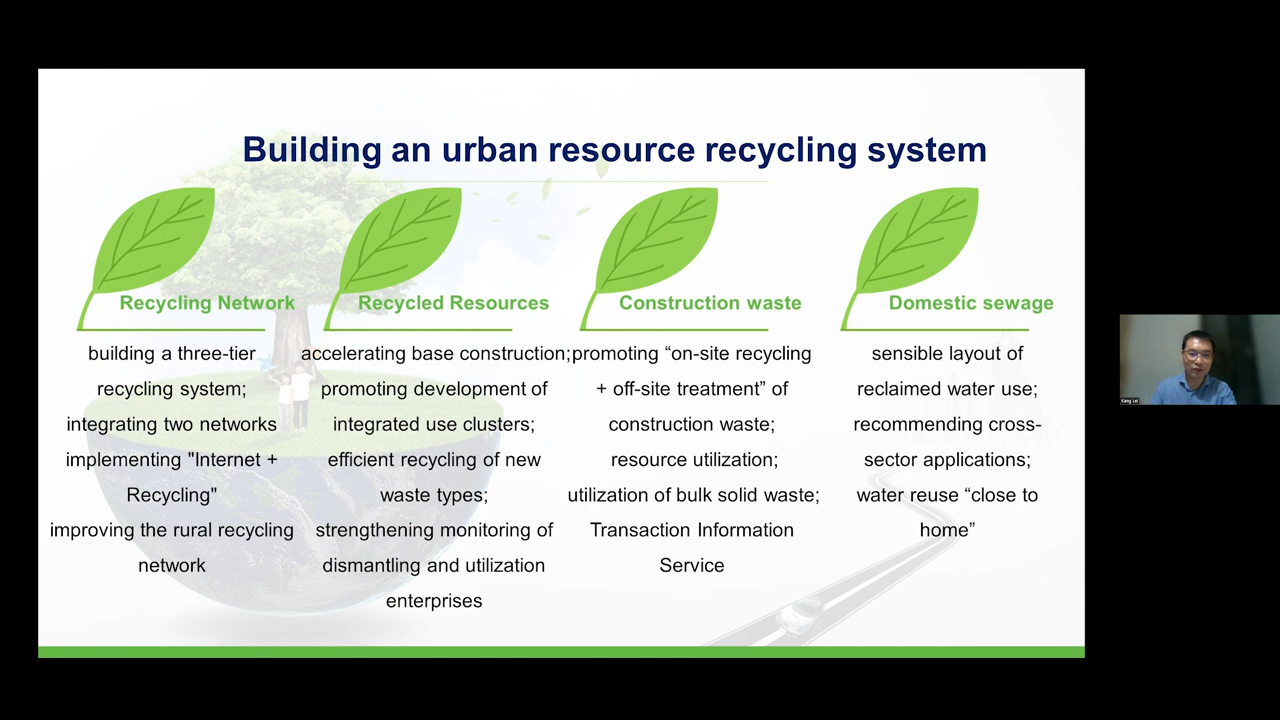 Building an urban resource recycling system
Recycling Network
building a three-tier
recycling system;
integrating two networks
implementing "Internet +
Recycling"
improving the rural recycling
network
Recycled Resources
accelerating base construction;
promoting development of
integrated use clusters;
efficient recycling of new
waste types;
strengthening monitoring of
dismantling and utilization
enterprises
Construction waste
promoting “on-site recycling
+ off-site treatment” of
construction waste;
resource utilization;
utilization of bulk solid waste;
Transaction Information
Service
Domestic sewage
sensible layout of
reclaimed water use;
recommending cross-
sector applications;
water reuse “close to
home”
Kang Lei